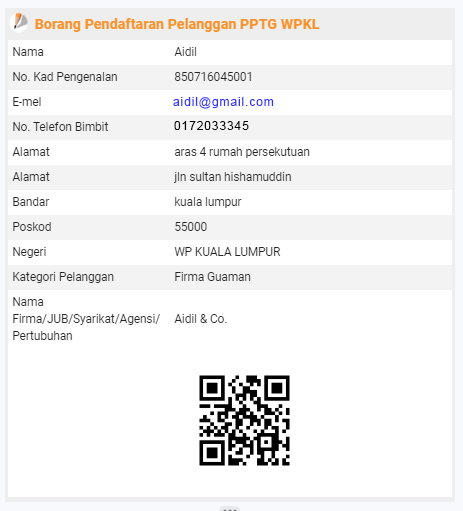 Borang Pendaftaran Pelanggan PPTG WPKL
Nama Aidil
No. Kad Pengenalan 850716045001
E-mel aidil@gmail.com
No. Telefon Bimbit 0172033345
Alamat aras 4 rumah persekutuan
Alamat jln sultan hishamuddin
Bandar kuala lumpur
Poskod 55000
Negeri WP KUALA LUMPUR
Kategori Pelanggan Firma Guaman
Nama
Firma/JUB/Syarikat/Agensi/ Aidil & Co.
Pertubuhan